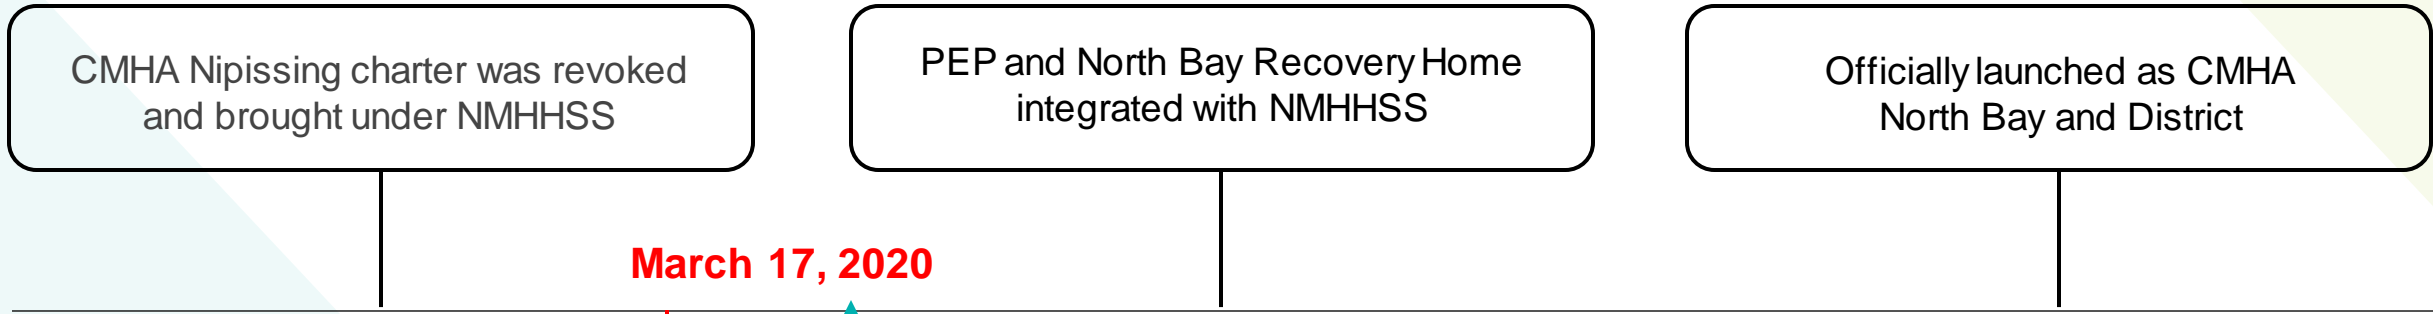 CMHA Nipissing charter was revoked
and brought under NMHHSS
PEP and North Bay Recovery Home
integrated with NMHHSS
Officially launched as CMHA
North Bay and District
March 17, 2020